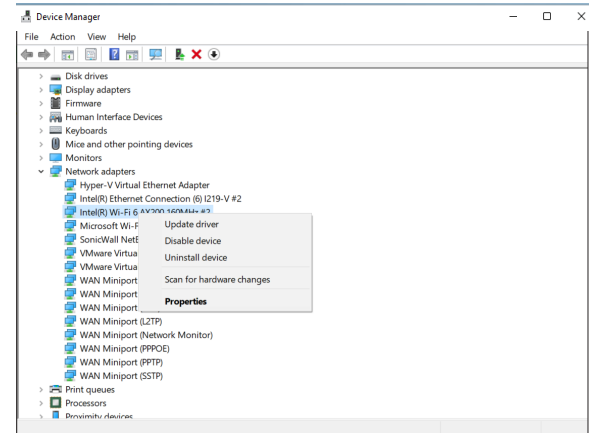 Device Manager
File Action View Help
Disk drives
Display adapters
Firmware
Human Interface Devices
Keyboards
Mice and other pointing devices
Monitors
Network adapters
Hyper-V Virtual Ethernet Adapter
Intel(R) Ethernet Connection (6) I219-V #2
Intel(R) Wi-Fi 6 AX200 160MHz #2
Microsoft Wi-F
SonicWall NetE
VMware Virtua
VMware Virtua
WAN Miniport
WAN Miniport
WAN Miniport
WAN Miniport (L2TP)
WAN Miniport (Network Monitor)
WAN Miniport (PPPOE)
WAN Miniport (PPTP)
WAN Miniport (SSTP)
Print queues
Processors
Proximity devices
Update driver
Disable device
Uninstall device
Scan for hardware changes
Properties